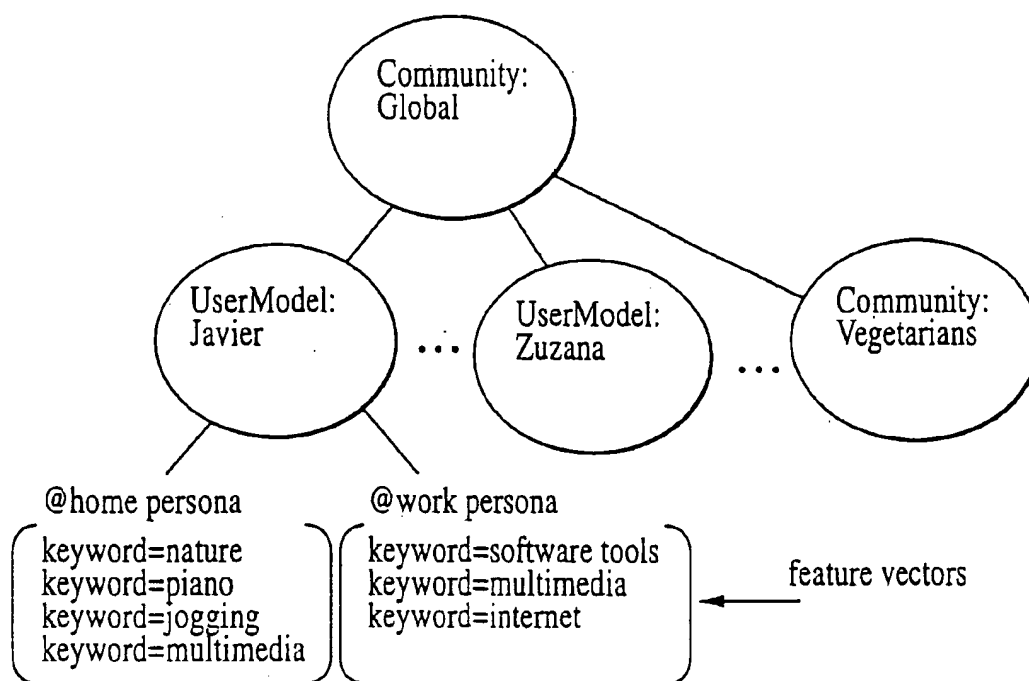 Community:
Global
UserModel:
Javier
...
UserModel:
Zuzana
...
Community:
Vegetarians
@home persona
keyword=nature
keyword=piano
keyword=jogging
keyword=multimedia
@work persona
keyword=software tools
keyword=multimedia
keyword=internet
feature vectors